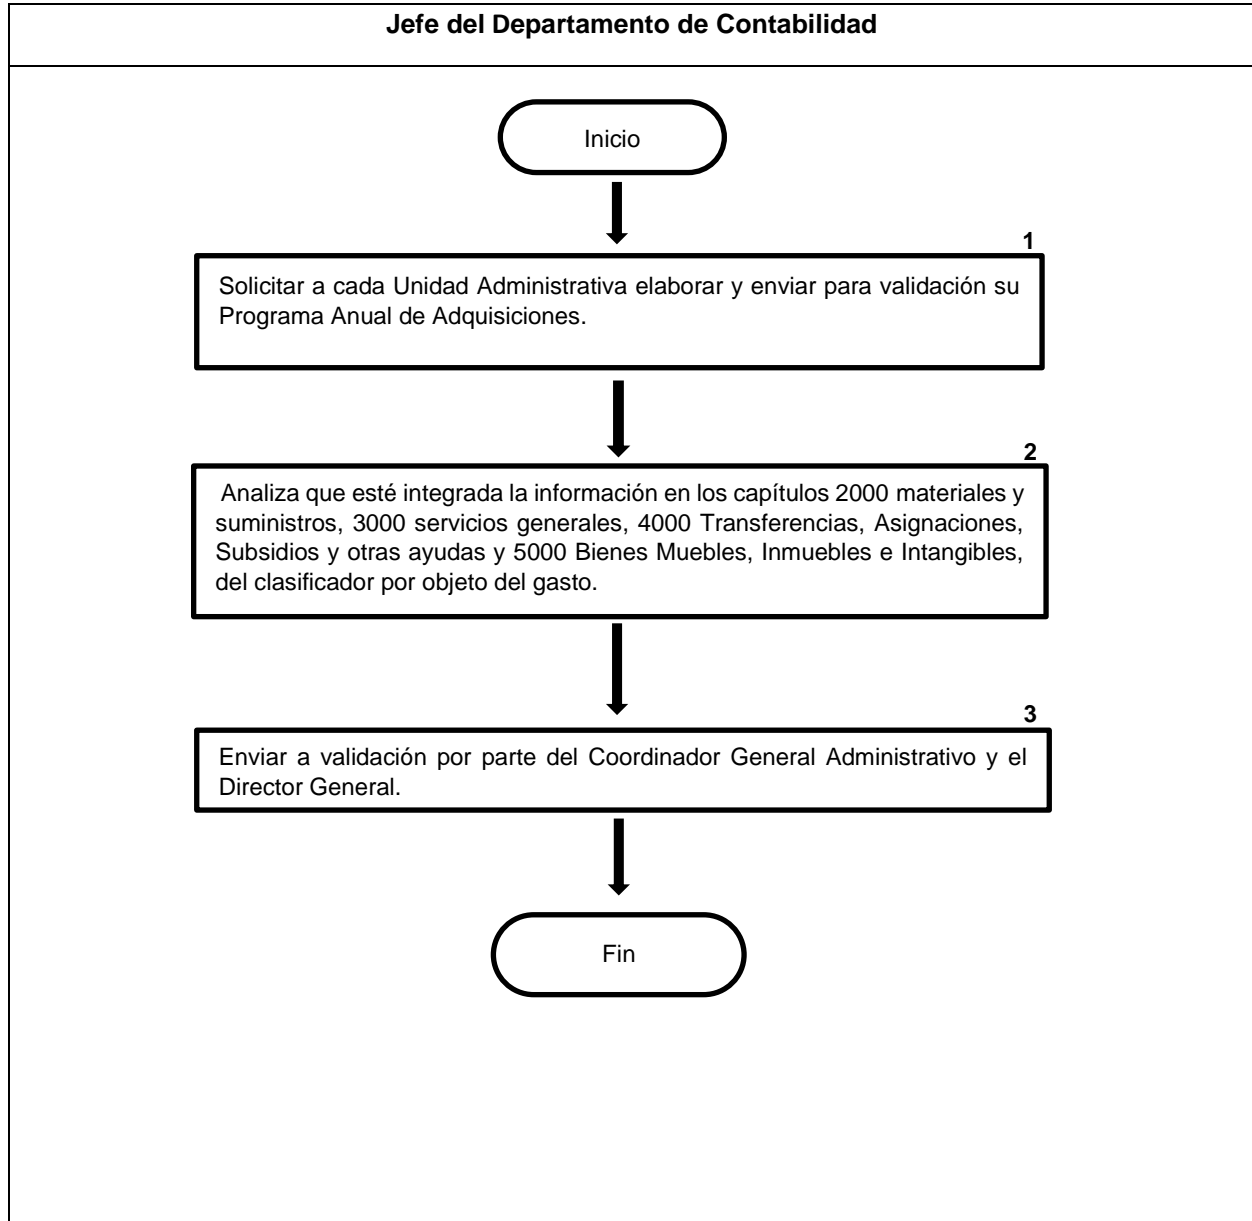 Jefe del Departamento de Contabilidad
Inicio
1
Solicitar a cada Unidad Administrativa elaborar y enviar para validación su
Programa Anual de Adquisiciones.
2
Analiza que esté integrada la información en los capítulos 2000 materiales y
suministros, 3000 servicios generales, 4000 Transferencias, Asignaciones,
Subsidios y otras ayudas y 5000 Bienes Muebles, Inmuebles e Intangibles,
del clasificador por objeto del gasto.
3
Enviar a validación por parte del Coordinador General Administrativo y el
Director General.
Fin